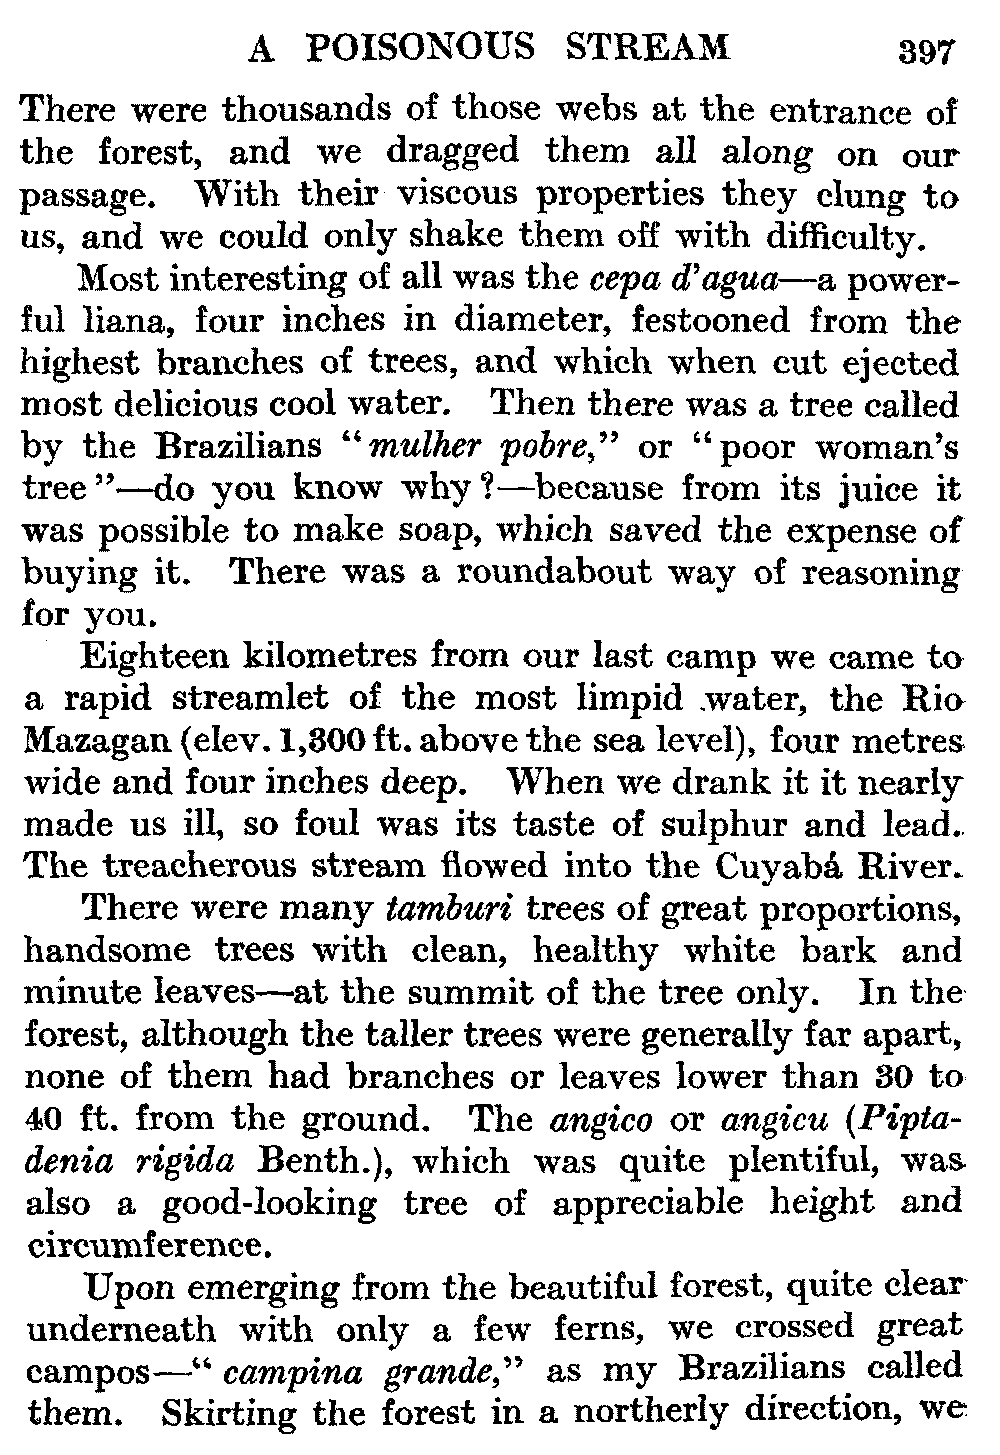 A POISONOUS STREAM 397
There were thousands of those webs at the entrance of
the forest, and we dragged them all along on our
passage. With their viscous properties they clung to
us, and we could only shake them off with difficulty.
Most interesting of all was the cepa d'agua—a power-
ful liana, four inches in diameter, festooned from the
highest branches of trees, and which when cut ejected
most delicious cool water. Then there was a tree called
by the Brazilians "mulher pobre," or "poor woman's
tree"—do you know why?—because from its juice it
was possible to make soap, which saved the expense of
buying it. There was a roundabout way of reasoning
for you.
Eighteen kilometres from our last camp we came to
a rapid streamlet of the most limpid water, the Rio
Mazagan (elev. 1,300 ft. above the sea level), four metres
wide and four inches deep. When we drank it it nearly
made us ill, so foul was its taste of sulphur and lead.
The treacherous stream flowed into the Cuyabá River.
There were many tamburi trees of great proportions,
handsome trees with clean, healthy white bark and
minute leaves—at the summit of the tree only. In the
forest, although the taller trees were generally far apart,
none of them had branches or leaves lower than 30 to
40 ft. from the ground. The angico or angicu (Pipta-
denia rigida Benth.), which was quite plentiful, was
also a good-looking tree of appreciable height and
circumference.
Upon emerging from the beautiful forest, quite clear
underneath with only a few ferns, we crossed great
campos—"campina grande," as my Brazilians called
them. Skirting the forest in a northerly direction, we